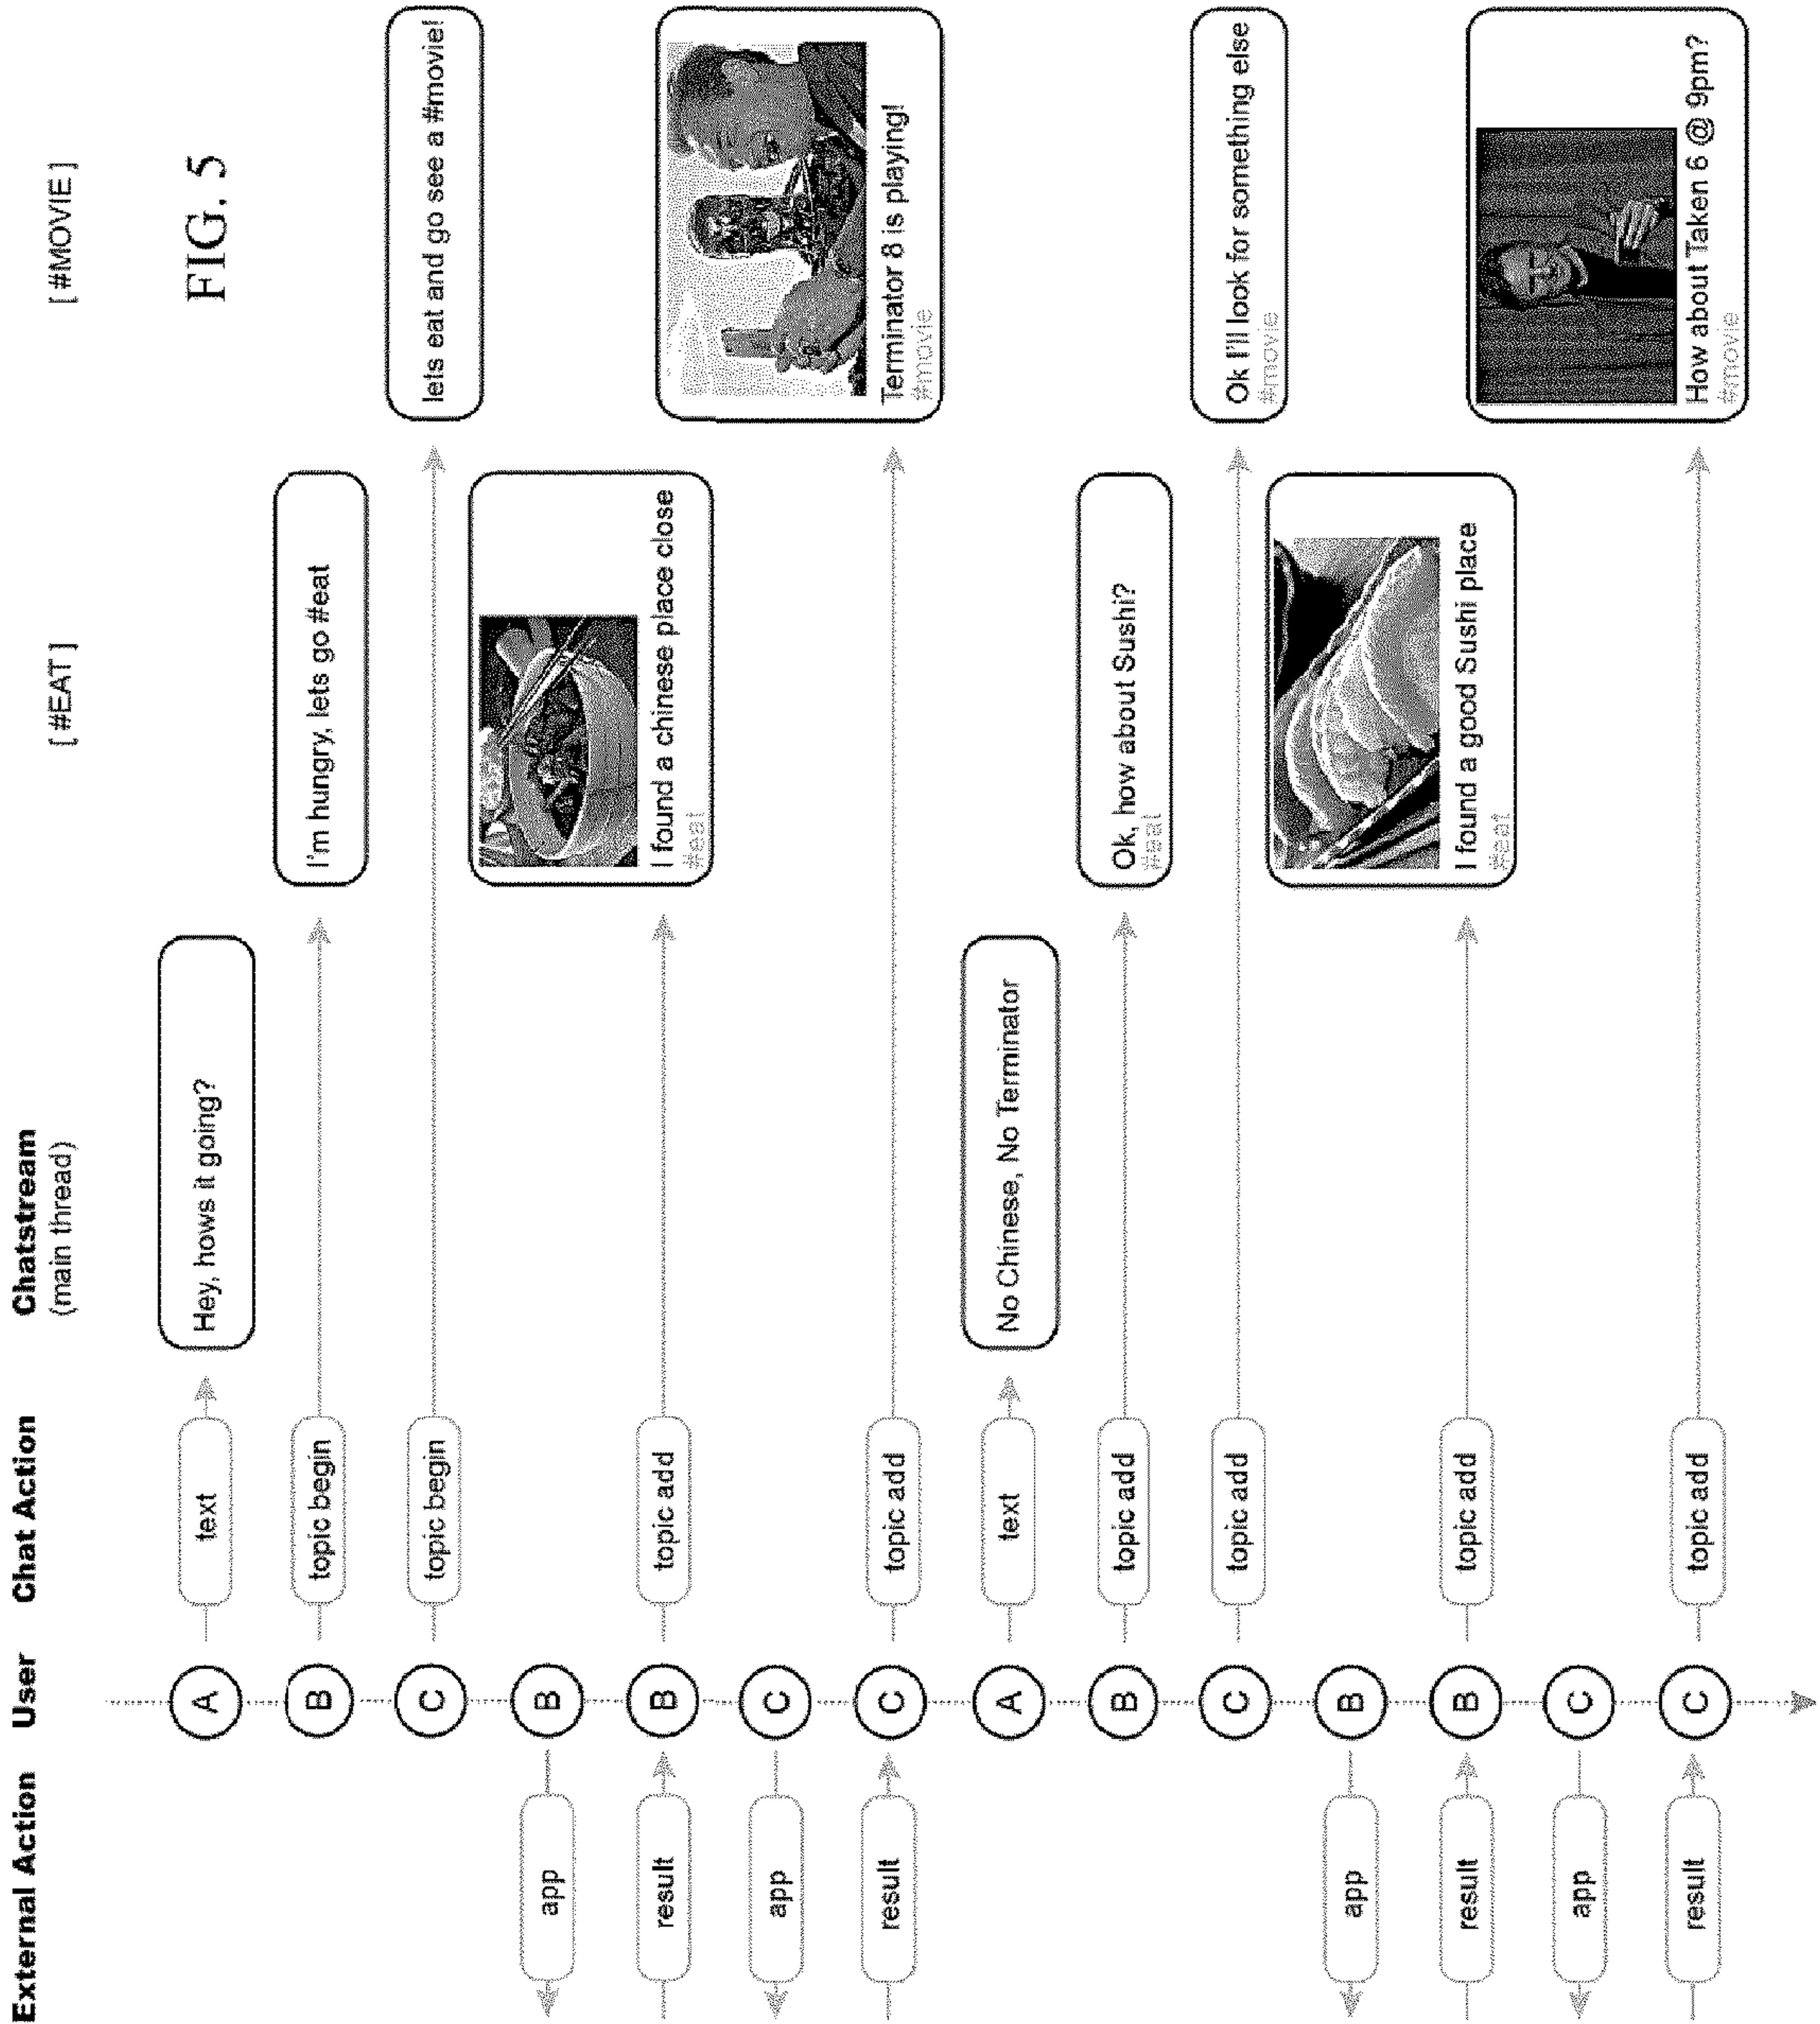 External Action
User
Chat Action
Chatstream
(main thread)
[ #EAT ]
[ #MOVIE ]
FIG. 5
A
text
Hey, hows it going?
B
topic begin
I'm hungry, lets go #eat
C
topic begin
lets eat and go see a #movie!
app
B
result
B
topic add
I found a chinese place close
#eat
app
C
result
C
topic add
Terminator 8 is playing!
#movie
A
text
No Chinese, No Terminator
B
topic add
Ok, how about Sushi?
#eat
C
topic add
Ok I'll look for something else
#movie
app
B
result
B
topic add
I found a good Sushi place
#eat
app
C
result
C
topic add
How about Taken 6 @ 9pm?
#movie